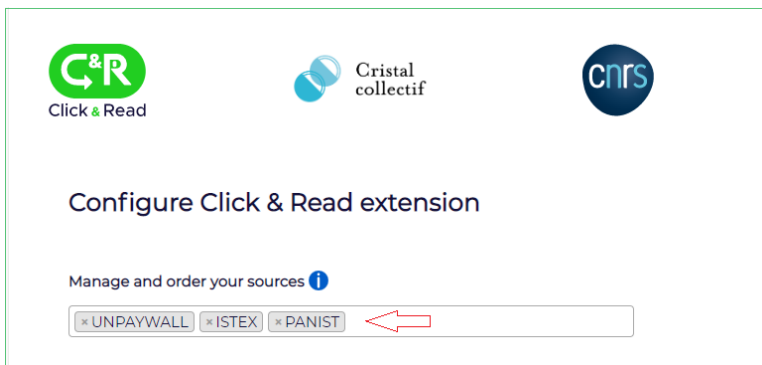 C&R
Click & Read
Cristal
collectif
cnrs
Configure Click & Read extension
Manage and order your sources i
× UNPAYWALL × ISTEX × PANIST